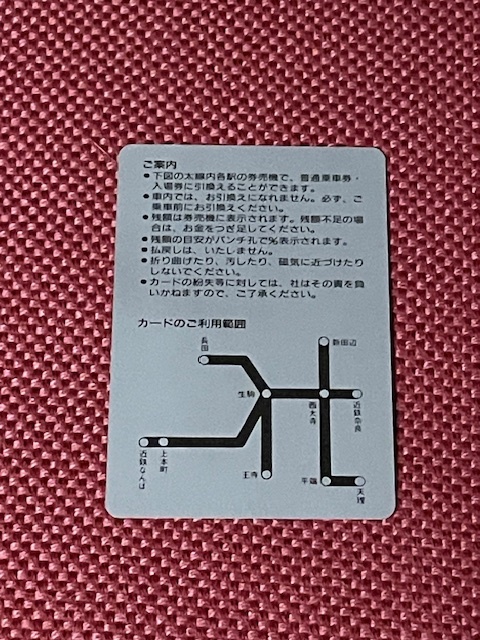 ご案内
●下図の太線内各駅の券売機で、普通乗車券・
入場券に引換えることができます。
●車内では、お引換えになれません。必ず、ご
乗車前にお引換えください。
●残額は券売機に表示されます。残額不足の場
合は、お金をつぎ足してください。
●残額の目安がパンチ孔で%表示されます。
●払戻しは、いたしません。
●折り曲げたり、汚したり、磁気に近づけたり
しないでください。
●カードの紛失等に対しては、社はその責を負
いかねますので、ご了承ください。
カードのご利用範囲
長田
新田辺
生駒
西大寺
近鉄奈良
近鉄なんば
上本町
王寺
平端
天理